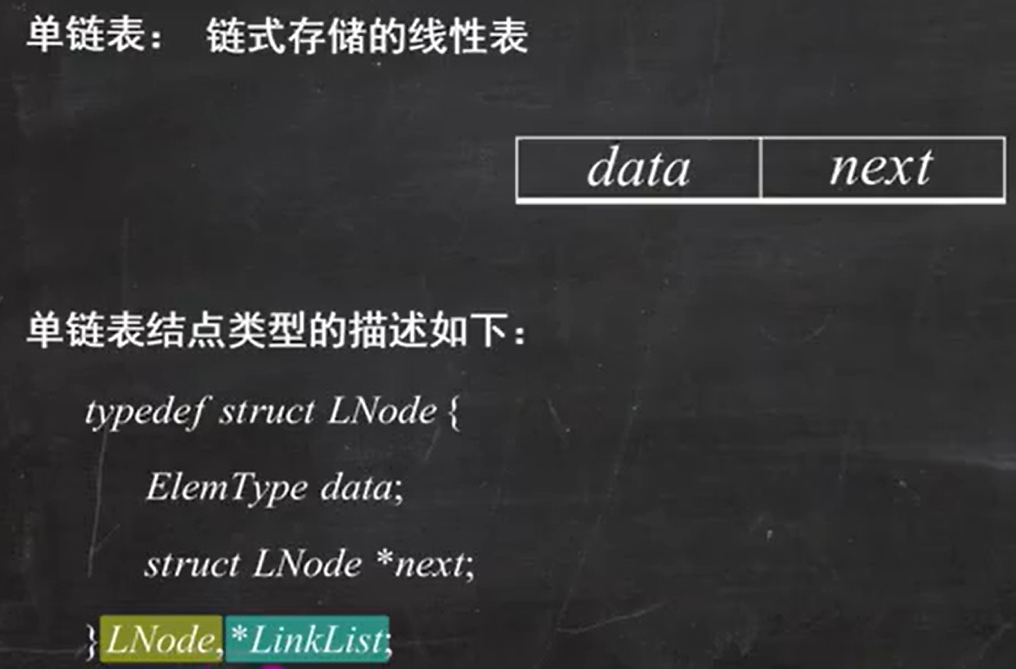 单链表： 链式存储的线性表
data next
单链表结点类型的描述如下：
typedef struct LNode {
ElemType data;
struct LNode *next;
} LNode, *LinkList;